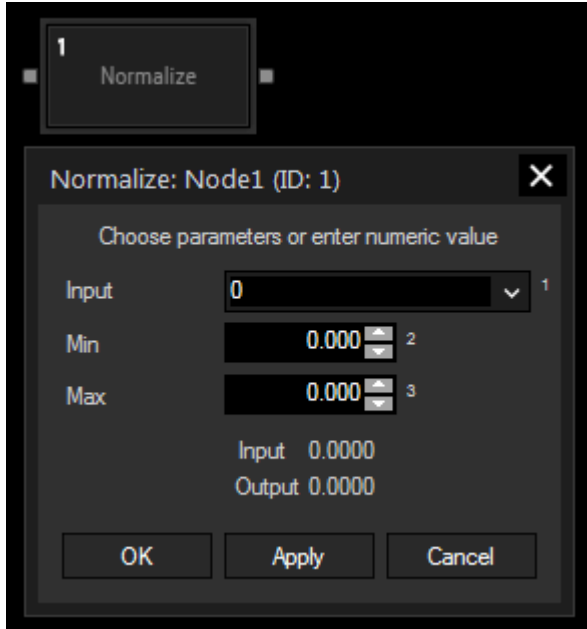 1
Normalize
Normalize: Node1 (ID: 1)
Choose parameters or enter numeric value
Input 0 1
Min 0.000 2
Max 0.000 3
Input 0.0000
Output 0.0000
OK Apply Cancel